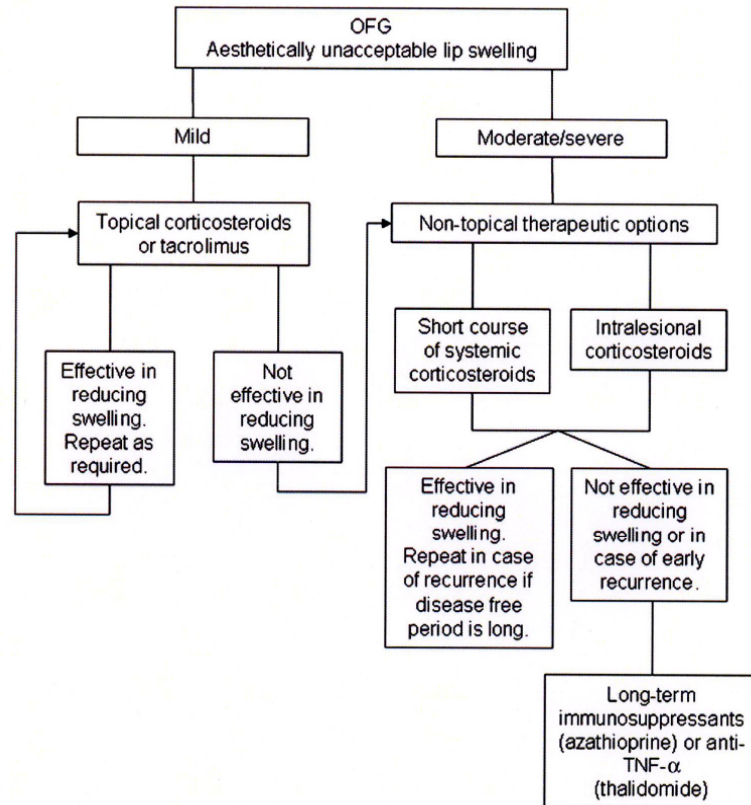 OFG
Aesthetically unacceptable lip swelling
Mild
Moderate/severe
Topical corticosteroids
or tacrolimus
Non-topical therapeutic options
Short course
of systemic
corticosteroids
Intralesional
corticosteroids
Effective in
reducing
swelling.
Repeat as
required.
Not
effective in
reducing
swelling.
Effective in
reducing
swelling.
Repeat in case
of recurrence if
disease free
period is long.
Not effective in
reducing
swelling or in
case of early
recurrence.
Long-term
immunosuppressants
(azathioprine) or anti-
TNF-α
(thalidomide)